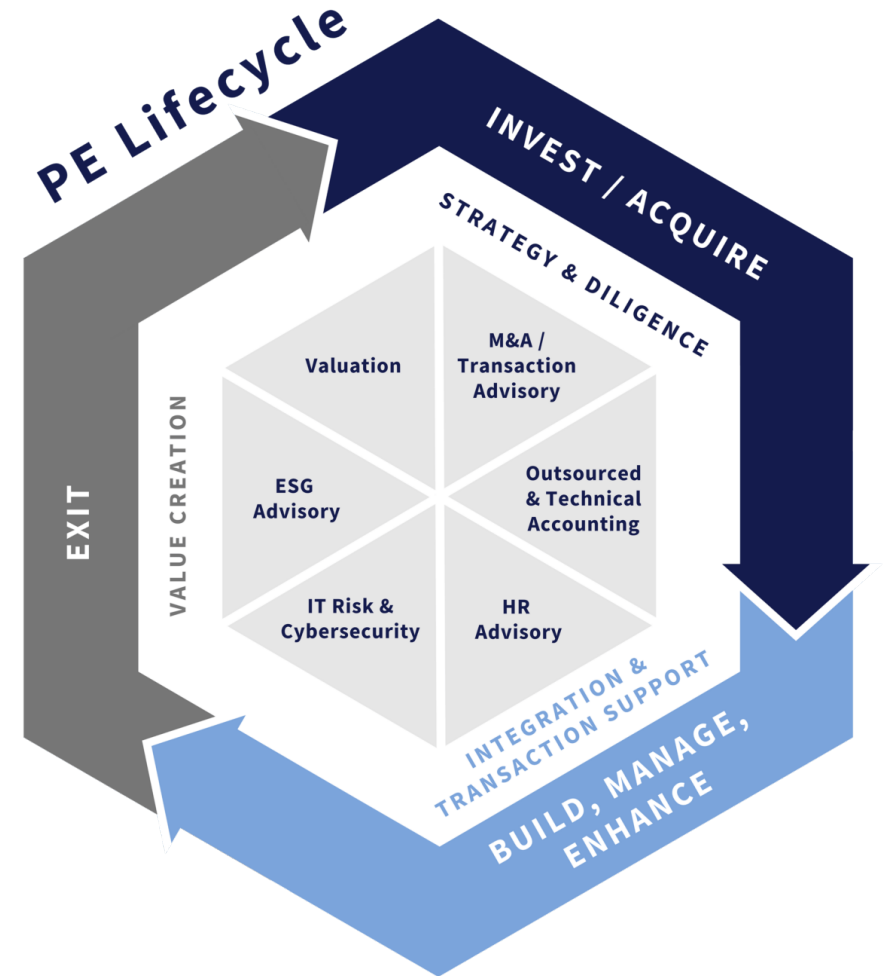 PE Lifecycle
INVEST / ACQUIRE
STRATEGY & DILIGENCE
Valuation
M&A /
Transaction
Advisory
ESG
Advisory
Outsourced
& Technical
Accounting
IT Risk &
Cybersecurity
HR
Advisory
VALUE CREATION
EXIT
INTEGRATION &
TRANSACTION SUPPORT
BUILD, MANAGE,
ENHANCE